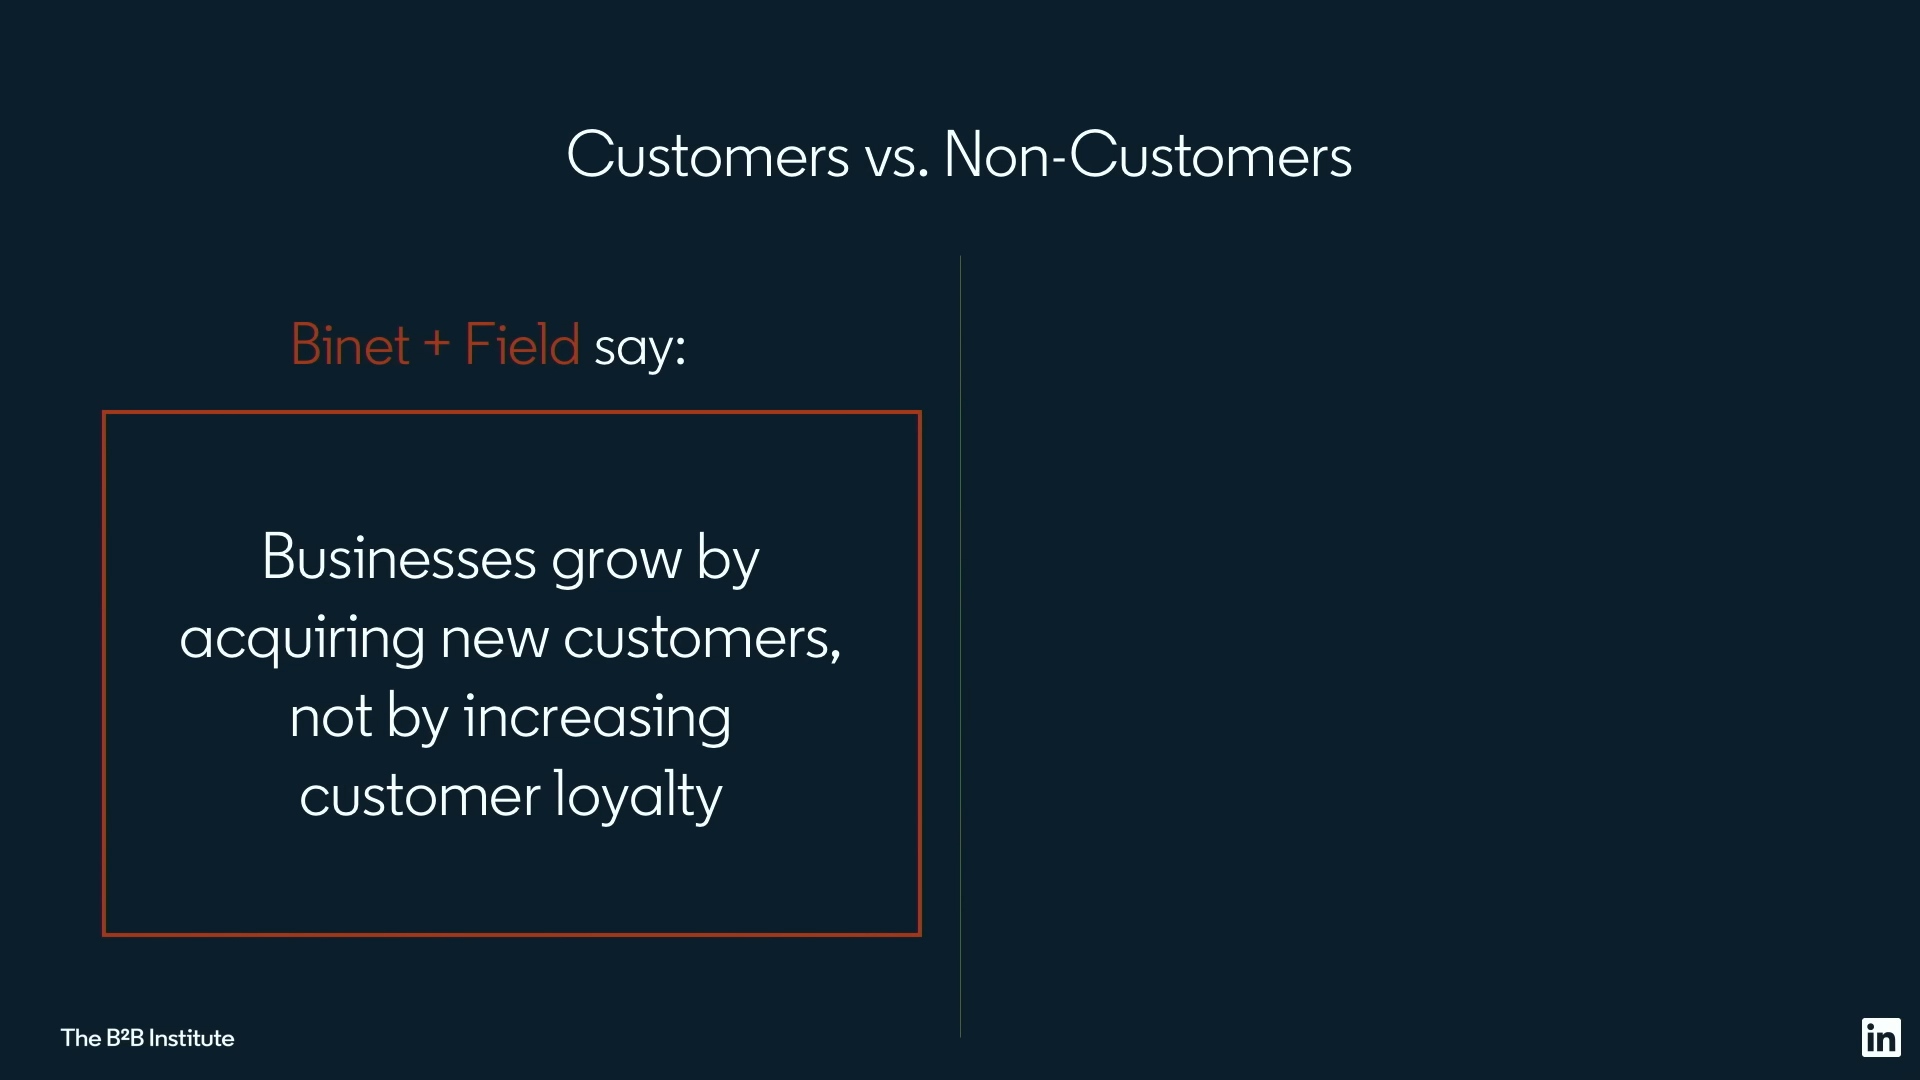 Customers vs. Non-Customers
Binet + Field say:
Businesses grow by
acquiring new customers,
not by increasing
customer loyalty
The B²B Institute
in